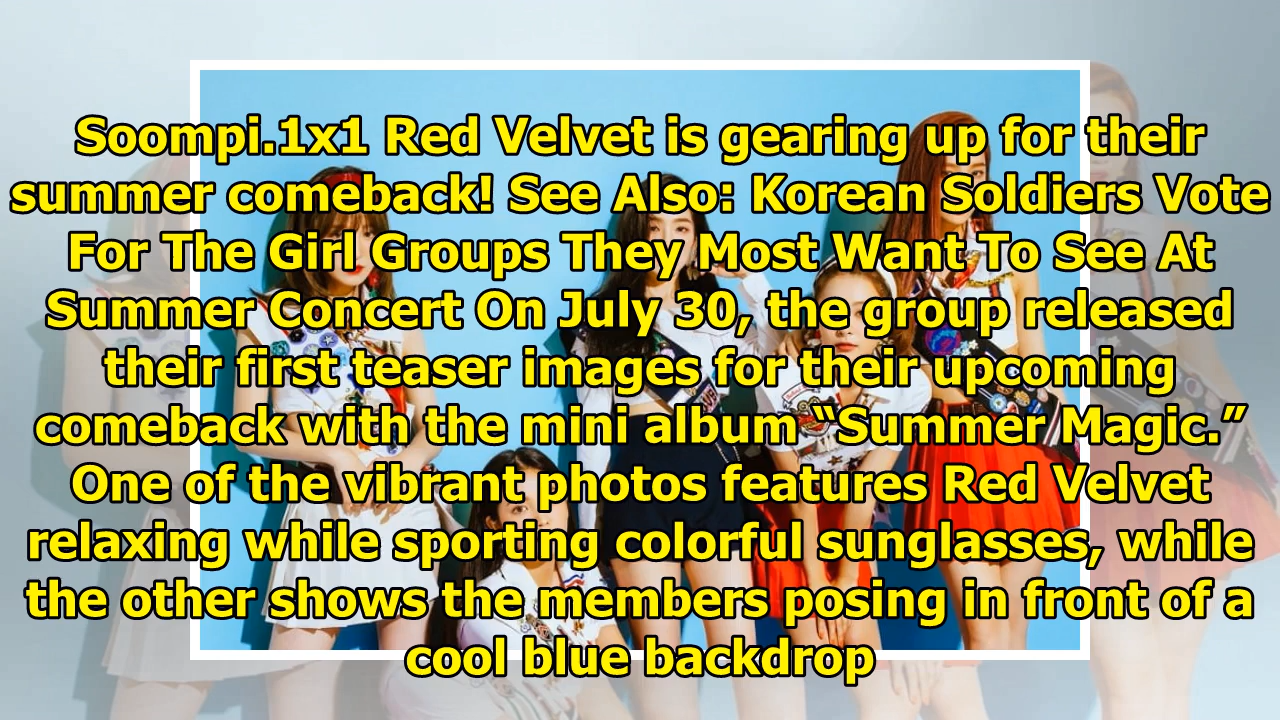 Soompi.1x1 Red Velvet is gearing up for their
summer comeback! See Also: Korean Soldiers Vote
For The Girl Groups They Most Want To See At
Summer Concert On July 30, the group released
their first teaser images for their upcoming
comeback with the mini album “Summer Magic.”
One of the vibrant photos features Red Velvet
relaxing while sporting colorful sunglasses, while
the other shows the members posing in front of a
cool blue backdrop